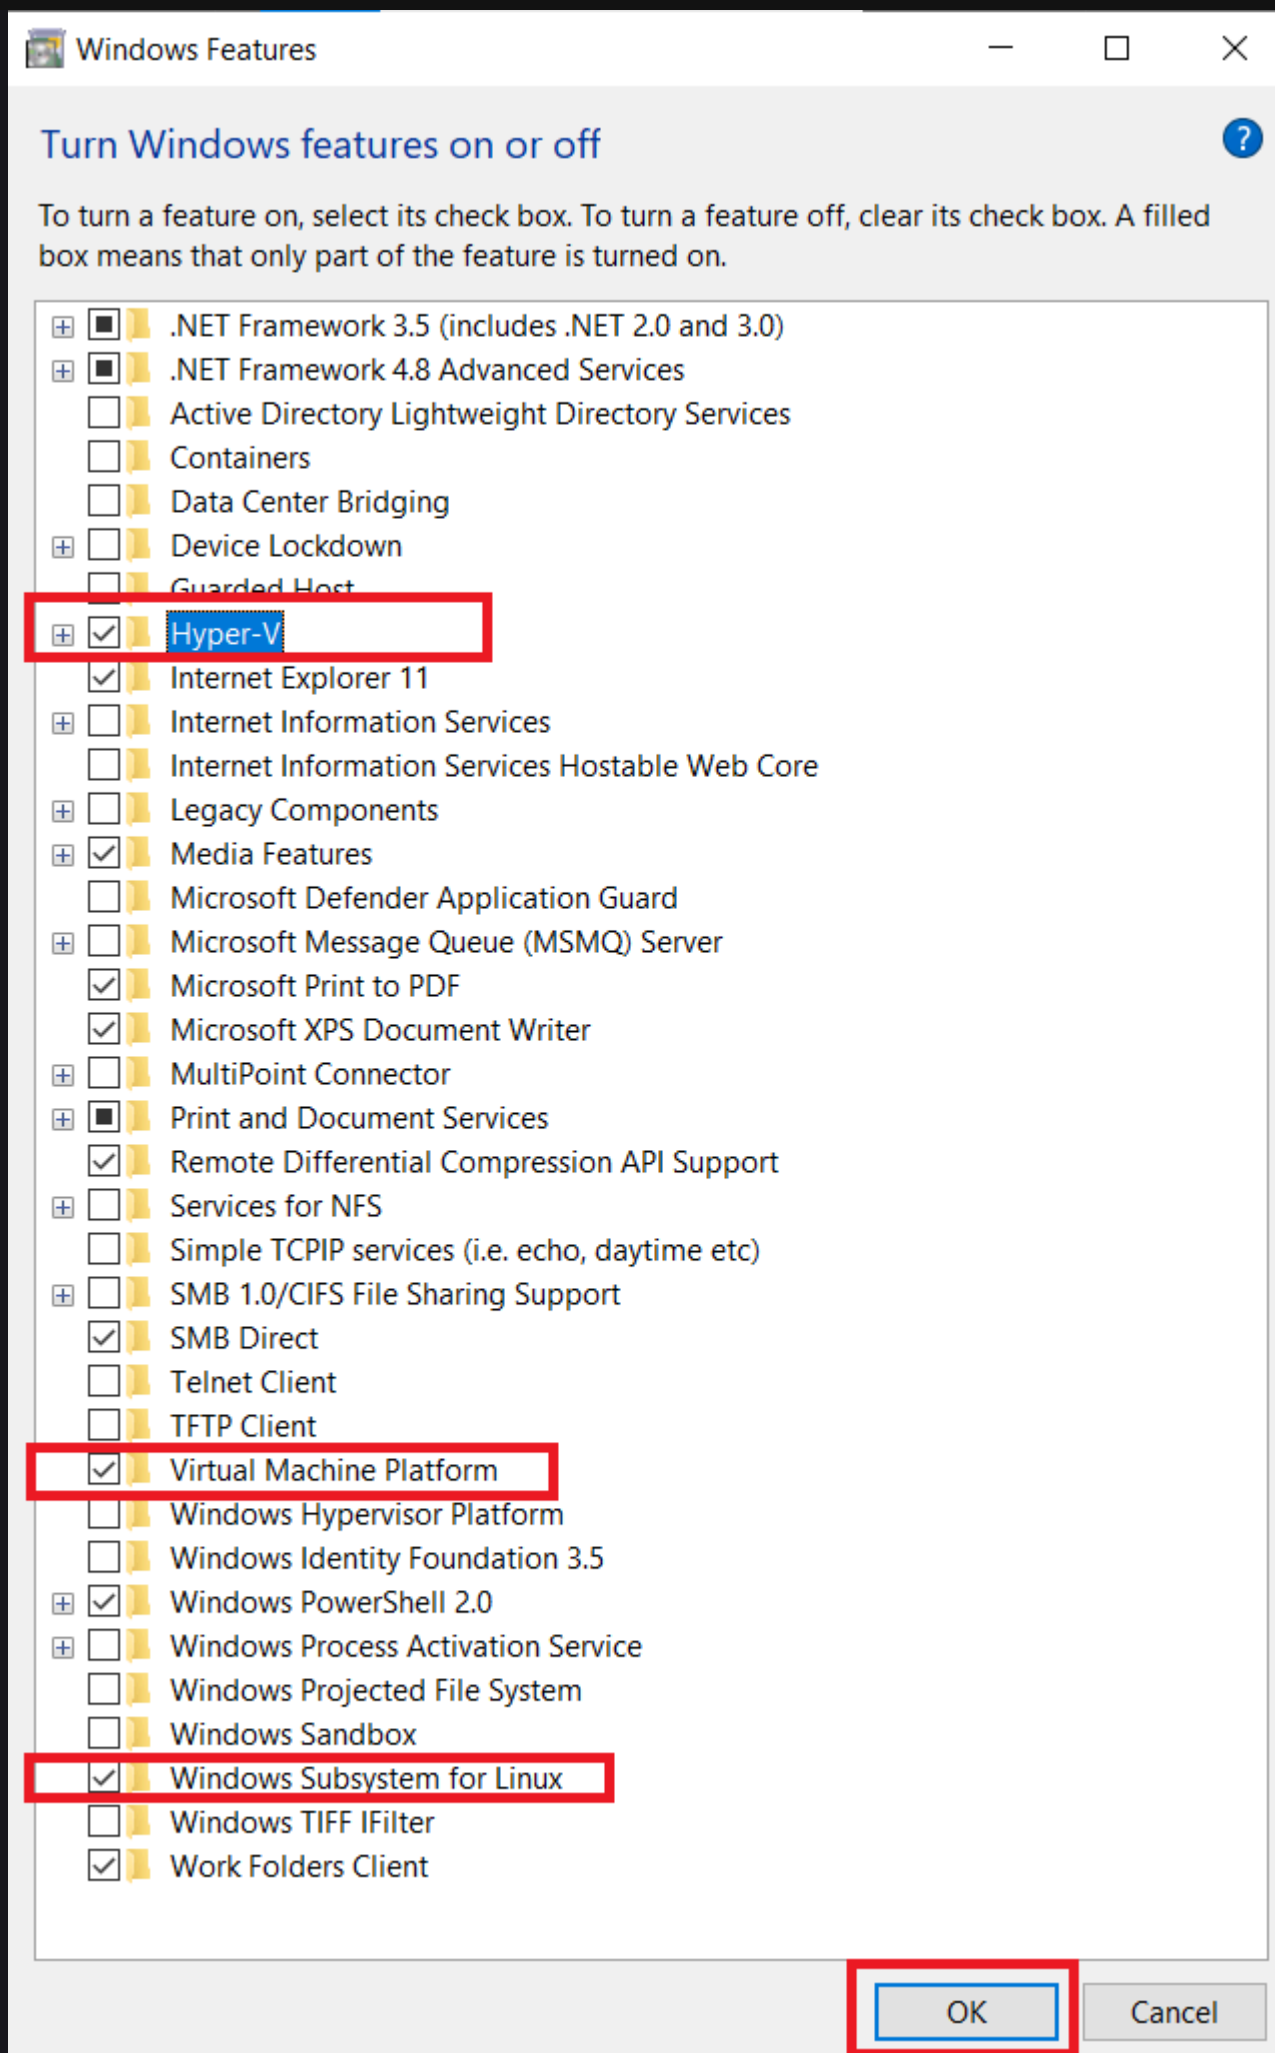 Windows Features
Turn Windows features on or off
?
To turn a feature on, select its check box. To turn a feature off, clear its check box. A filled
box means that only part of the feature is turned on.
.NET Framework 3.5 (includes .NET 2.0 and 3.0)
.NET Framework 4.8 Advanced Services
Active Directory Lightweight Directory Services
Containers
Data Center Bridging
Device Lockdown
Guarded Host
Hyper-V
Internet Explorer 11
Internet Information Services
Internet Information Services Hostable Web Core
Legacy Components
Media Features
Microsoft Defender Application Guard
Microsoft Message Queue (MSMQ) Server
Microsoft Print to PDF
Microsoft XPS Document Writer
MultiPoint Connector
Print and Document Services
Remote Differential Compression API Support
Services for NFS
Simple TCPIP services (i.e. echo, daytime etc)
SMB 1.0/CIFS File Sharing Support
SMB Direct
Telnet Client
TFTP Client
Virtual Machine Platform
Windows Hypervisor Platform
Windows Identity Foundation 3.5
Windows PowerShell 2.0
Windows Process Activation Service
Windows Projected File System
Windows Sandbox
Windows Subsystem for Linux
Windows TIFF IFilter
Work Folders Client
OK
Cancel